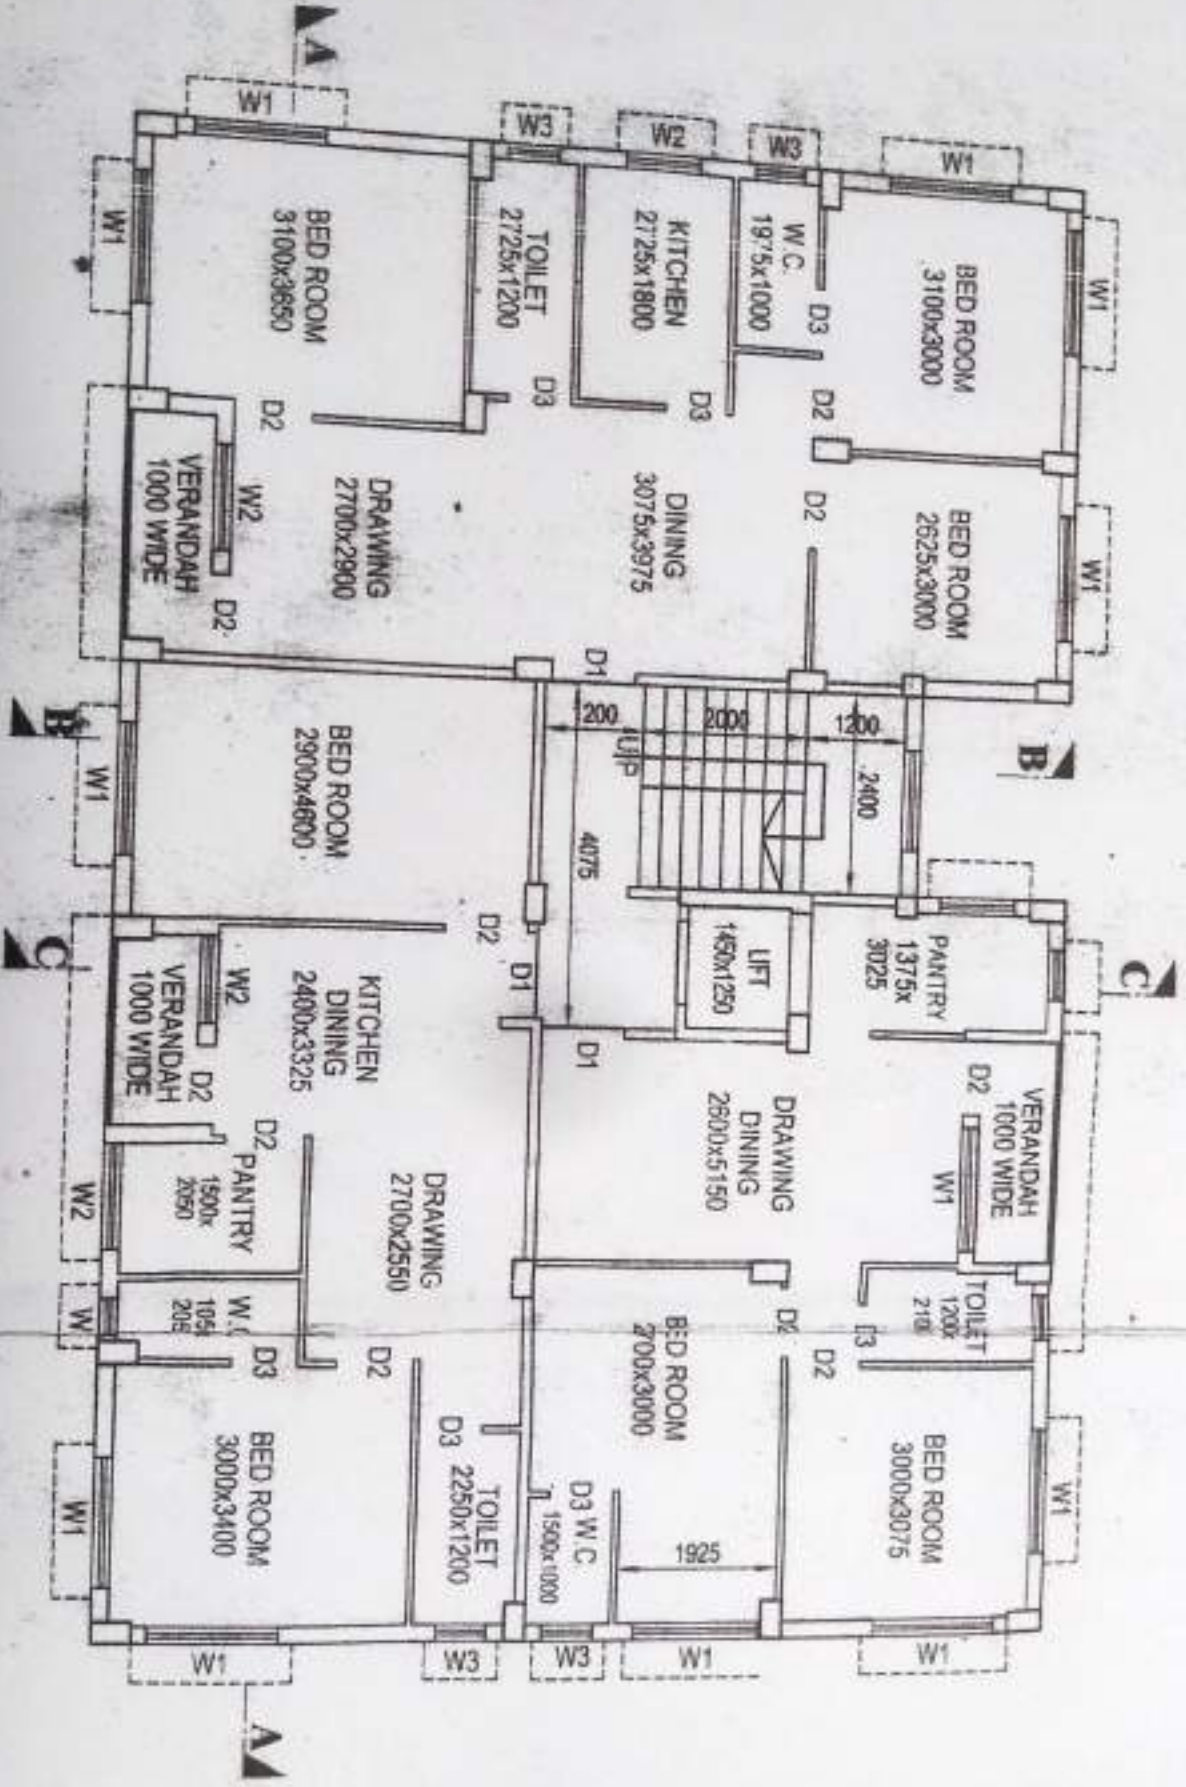 A
W1
W3
W2
W3
W1
W1
W1
BED ROOM
3100x3000
BED ROOM
2625x3000
W.C.
1975x1000
D3
D2
D2
KITCHEN
2725x1800
D3
DINING
3075x3975
TOILET
2725x1200
D3
D1
BED ROOM
3100x3650
W1
D2
DRAWING
2700x2900
W2
VERANDAH
1000 WIDE
D2
B
1200
2400
2000
UP
4075
LIFT
1450x1250
C
PANTRY
1375x
3025
VERANDAH
1000 WIDE
D2
W1
DRAWING
DINING
2600x5150
D1
TOILET
D3
D2
BED ROOM
3000x3075
W1
W1
BED ROOM
2700x3000
1925
W1
D3
W.C
1500x1000
W3
B
BED ROOM
2900x4600
W1
D2
D1
C
KITCHEN
DINING
2400x3325
W2
VERANDAH
1000 WIDE
D2
D2
PANTRY
1500x
2050
W2
DRAWING
2700x2550
D2
D3
TOILET
2250x1200
W3
D3
BED ROOM
3000x3400
W1
W1
A